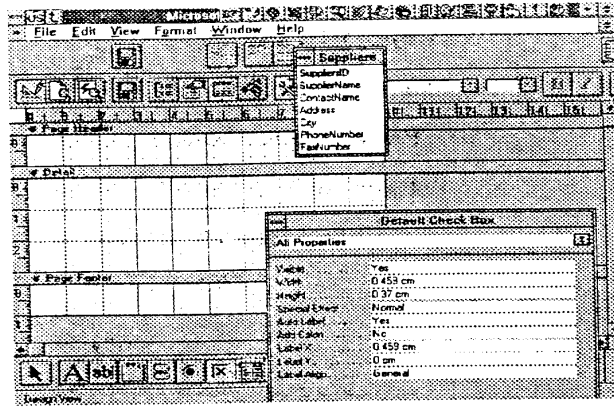 Microsof
File Edit View Format Window Help
Suppliers
SupplierID
SupplierName
ContactName
Address
City
PhoneNumber
FaxNumber
Page Header
Detail
Default Check Box
All Properties
Visible Yes
Width 0.459 cm
Height 0.37 cm
Special Effect Normal
Auto Label Yes
Add Colon No
Label X 0.459 cm
Label Y 0 cm
Label Align General
Page Footer
Design View